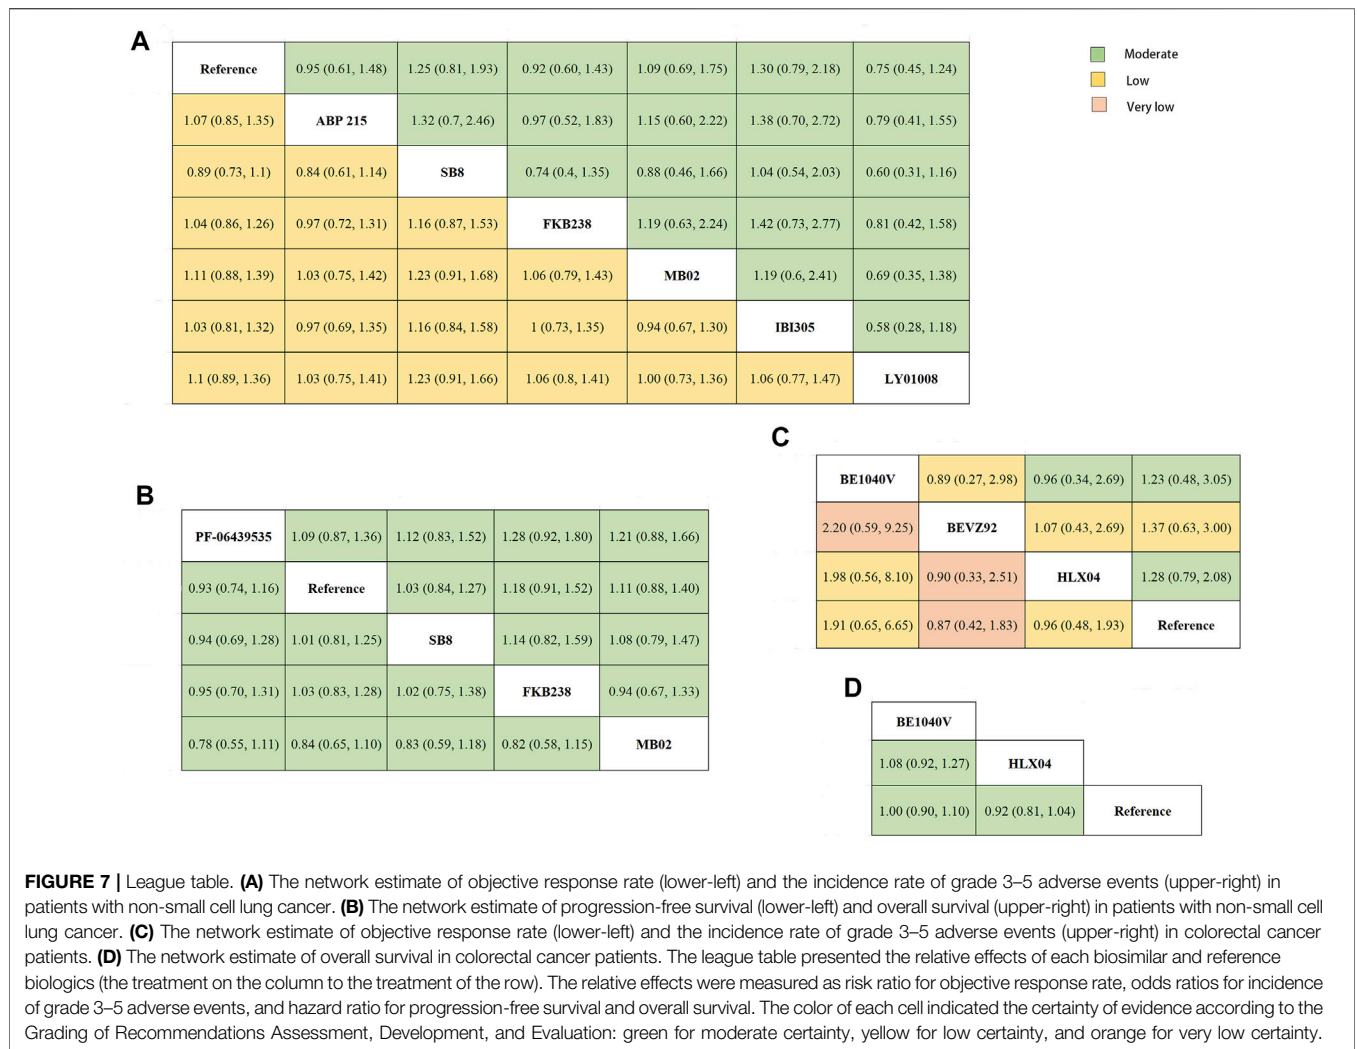 A
Reference 0.95 (0.61, 1.48) 1.25 (0.81, 1.93) 0.92 (0.60, 1.43) 1.09 (0.69, 1.75) 1.30 (0.79, 2.18) 0.75 (0.45, 1.24)
1.07 (0.85, 1.35) ABP 215 1.32 (0.7, 2.46) 0.97 (0.52, 1.83) 1.15 (0.60, 2.22) 1.38 (0.70, 2.72) 0.79 (0.41, 1.55)
0.89 (0.73, 1.1) 0.84 (0.61, 1.14) SB8 0.74 (0.4, 1.35) 0.88 (0.46, 1.66) 1.04 (0.54, 2.03) 0.60 (0.31, 1.16)
1.04 (0.86, 1.26) 0.97 (0.72, 1.31) 1.16 (0.87, 1.53) FKB238 1.19 (0.63, 2.24) 1.42 (0.73, 2.77) 0.81 (0.42, 1.58)
1.11 (0.88, 1.39) 1.03 (0.75, 1.42) 1.23 (0.91, 1.68) 1.06 (0.79, 1.43) MB02 1.19 (0.6, 2.41) 0.69 (0.35, 1.38)
1.03 (0.81, 1.32) 0.97 (0.69, 1.35) 1.16 (0.84, 1.58) 1 (0.73, 1.35) 0.94 (0.67, 1.30) IBI305 0.58 (0.28, 1.18)
1.1 (0.89, 1.36) 1.03 (0.75, 1.41) 1.23 (0.91, 1.66) 1.06 (0.8, 1.41) 1.00 (0.73, 1.36) 1.06 (0.77, 1.47) LY01008
Moderate
Low
Very low
B
PF-06439535 1.09 (0.87, 1.36) 1.12 (0.83, 1.52) 1.28 (0.92, 1.80) 1.21 (0.88, 1.66)
0.93 (0.74, 1.16) Reference 1.03 (0.84, 1.27) 1.18 (0.91, 1.52) 1.11 (0.88, 1.40)
0.94 (0.69, 1.28) 1.01 (0.81, 1.25) SB8 1.14 (0.82, 1.59) 1.08 (0.79, 1.47)
0.95 (0.70, 1.31) 1.03 (0.83, 1.28) 1.02 (0.75, 1.38) FKB238 0.94 (0.67, 1.33)
0.78 (0.55, 1.11) 0.84 (0.65, 1.10) 0.83 (0.59, 1.18) 0.82 (0.58, 1.15) MB02
C
BE1040V 0.89 (0.27, 2.98) 0.96 (0.34, 2.69) 1.23 (0.48, 3.05)
2.20 (0.59, 9.25) BEVZ92 1.07 (0.43, 2.69) 1.37 (0.63, 3.00)
1.98 (0.56, 8.10) 0.90 (0.33, 2.51) HLX04 1.28 (0.79, 2.08)
1.91 (0.65, 6.65) 0.87 (0.42, 1.83) 0.96 (0.48, 1.93) Reference
D
BE1040V
1.08 (0.92, 1.27) HLX04
1.00 (0.90, 1.10) 0.92 (0.81, 1.04) Reference
FIGURE 7 | League table. (A) The network estimate of objective response rate (lower-left) and the incidence rate of grade 3–5 adverse events (upper-right) in
patients with non-small cell lung cancer. (B) The network estimate of progression-free survival (lower-left) and overall survival (upper-right) in patients with non-small cell
lung cancer. (C) The network estimate of objective response rate (lower-left) and the incidence rate of grade 3–5 adverse events (upper-right) in colorectal cancer
patients. (D) The network estimate of overall survival in colorectal cancer patients. The league table presented the relative effects of each biosimilar and reference
biologics (the treatment on the column to the treatment of the row). The relative effects were measured as risk ratio for objective response rate, odds ratios for incidence
of grade 3–5 adverse events, and hazard ratio for progression-free survival and overall survival. The color of each cell indicated the certainty of evidence according to the
Grading of Recommendations Assessment, Development, and Evaluation: green for moderate certainty, yellow for low certainty, and orange for very low certainty.